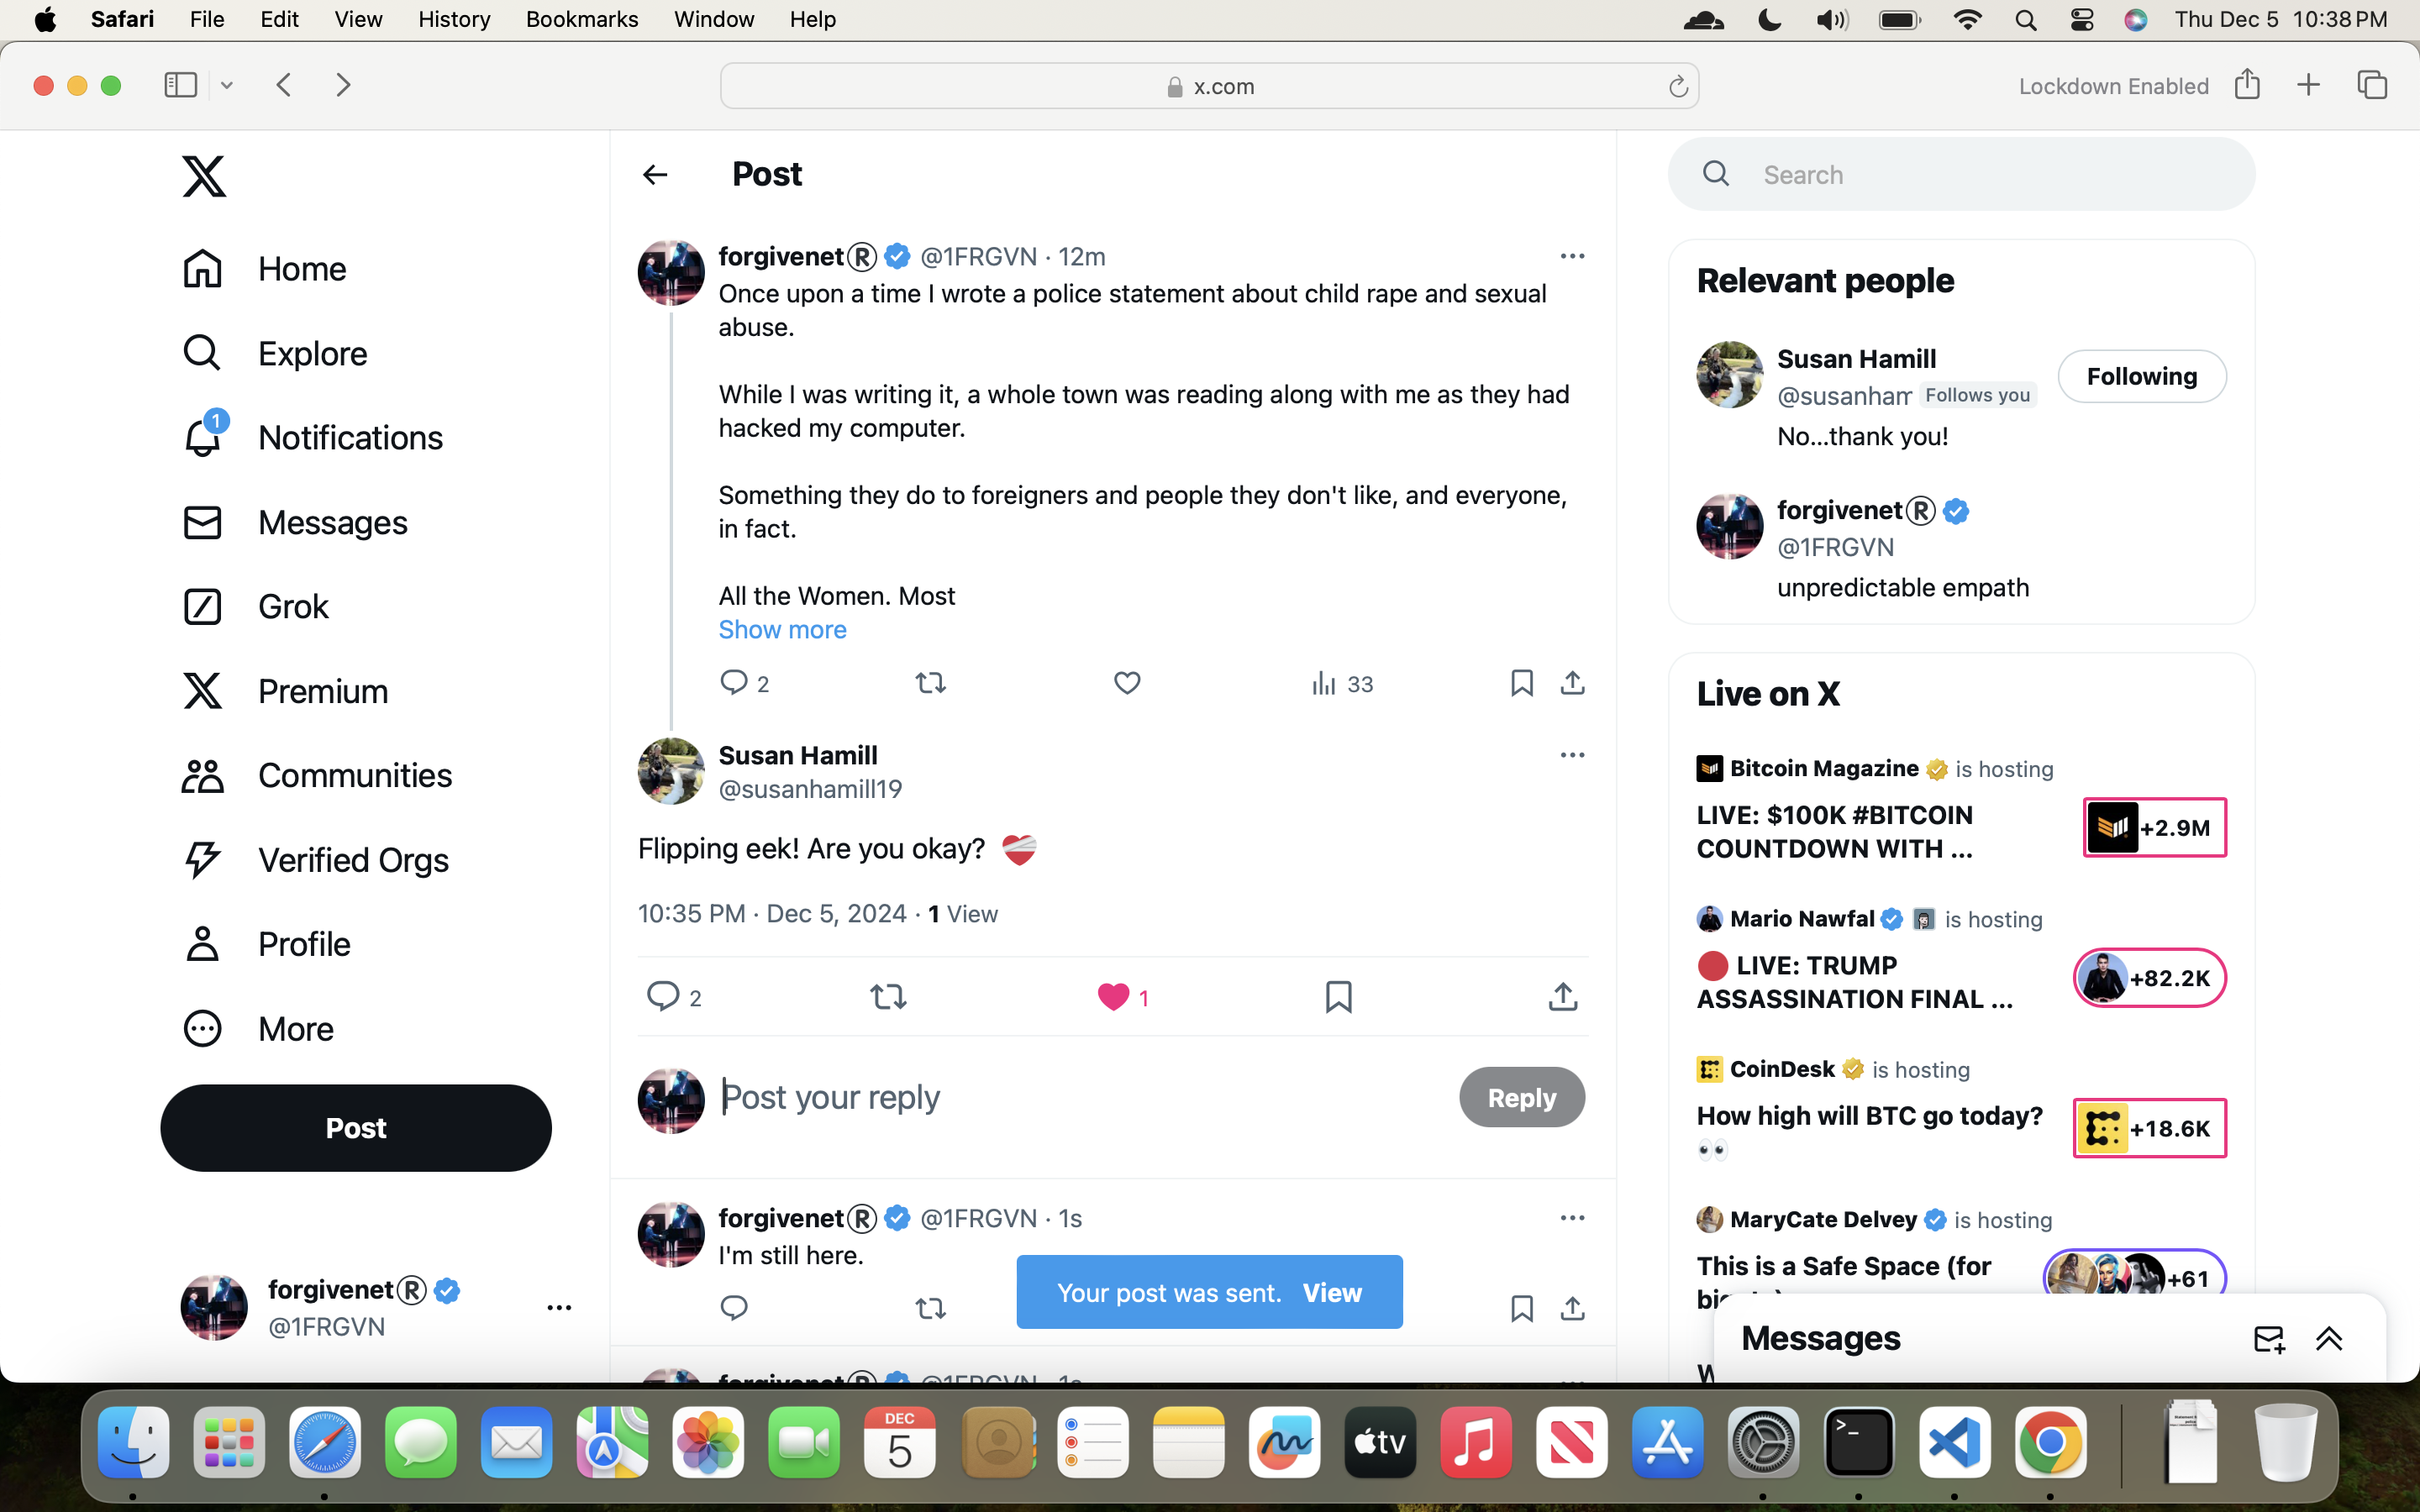 Safari File Edit View History Bookmarks Window Help Thu Dec 5 10:38 PM
x.com
Lockdown Enabled
Home
Explore
1
Notifications
Messages
Grok
Premium
Communities
Verified Orgs
Profile
More
Post
forgivenet®
@1FRGVN
Post
forgivenet® @1FRGVN · 12m
Once upon a time I wrote a police statement about child rape and sexual
abuse.
While I was writing it, a whole town was reading along with me as they had
hacked my computer.
Something they do to foreigners and people they don't like, and everyone,
in fact.
All the Women. Most
Show more
2 33
Susan Hamill
@susanhamill19
Flipping eek! Are you okay? ❤️‍🩹
10:35 PM · Dec 5, 2024 · 1 View
2 1
Post your reply
Reply
forgivenet® @1FRGVN · 1s
I'm still here.
Your post was sent. View
forgivenet® @1FRGVN · 1s
Search
Relevant people
Susan Hamill
@susanham Follows you
Following
No...thank you!
forgivenet®
@1FRGVN
unpredictable empath
Live on X
Bitcoin Magazine is hosting
LIVE: $100K #BITCOIN
COUNTDOWN WITH ...
+2.9M
Mario Nawfal is hosting
🔴 LIVE: TRUMP
ASSASSINATION FINAL ...
+82.2K
CoinDesk is hosting
How high will BTC go today?
👀
+18.6K
MaryCate Delvey is hosting
This is a Safe Space (for
+61
Messages
DEC
5
tv